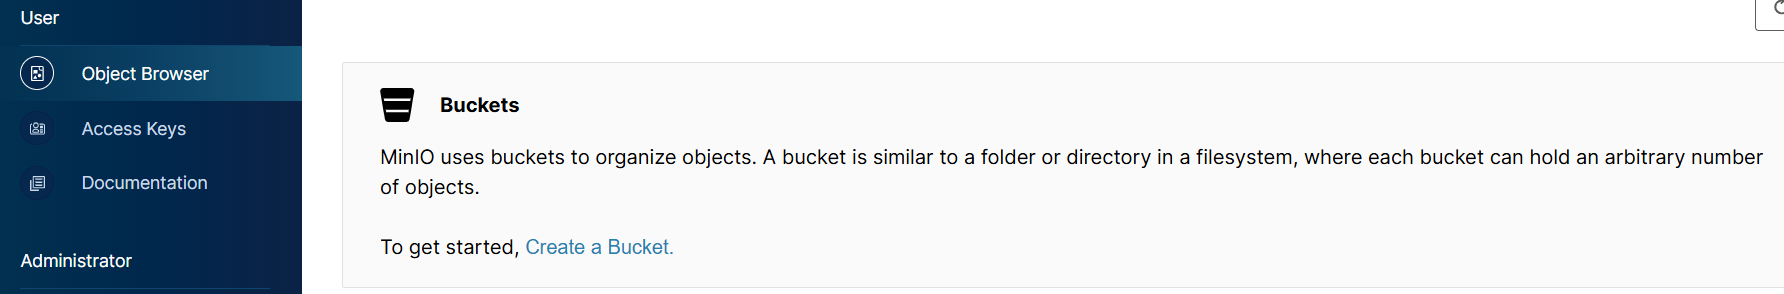 User
Object Browser
Access Keys
Documentation
Administrator
Buckets
MinIO uses buckets to organize objects. A bucket is similar to a folder or directory in a filesystem, where each bucket can hold an arbitrary number
of objects.
To get started, Create a Bucket.